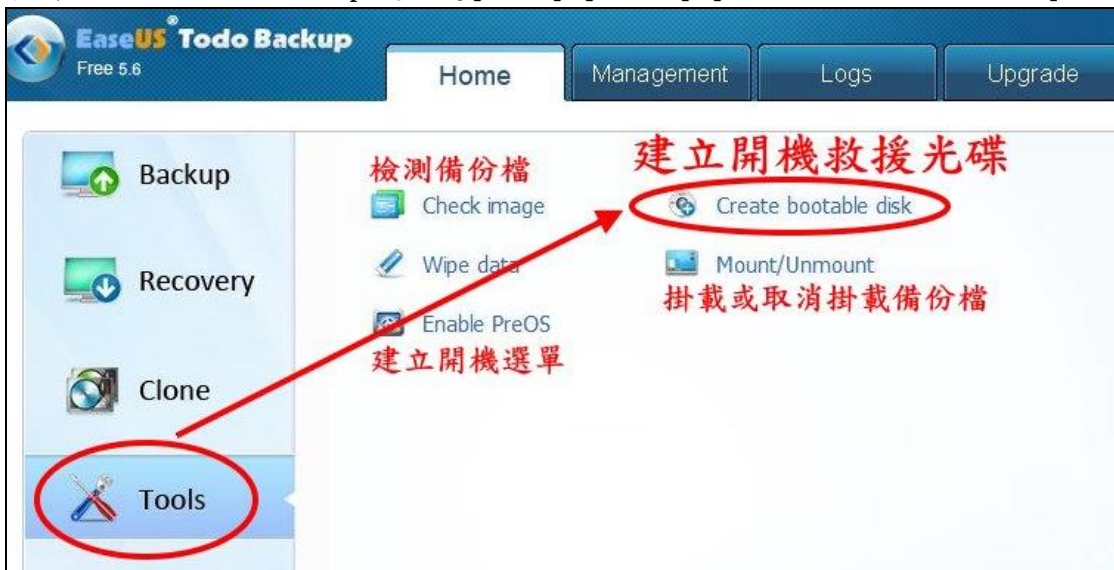 EaseUS® Todo Backup
Free 5.6
Home
Management
Logs
Upgrade
Backup
Recovery
Clone
Tools
檢測備份檔
Check image
建立開機救援光碟
Create bootable disk
Wipe data
Mount/Unmount
掛載或取消掛載備份檔
Enable PreOS
建立開機選單